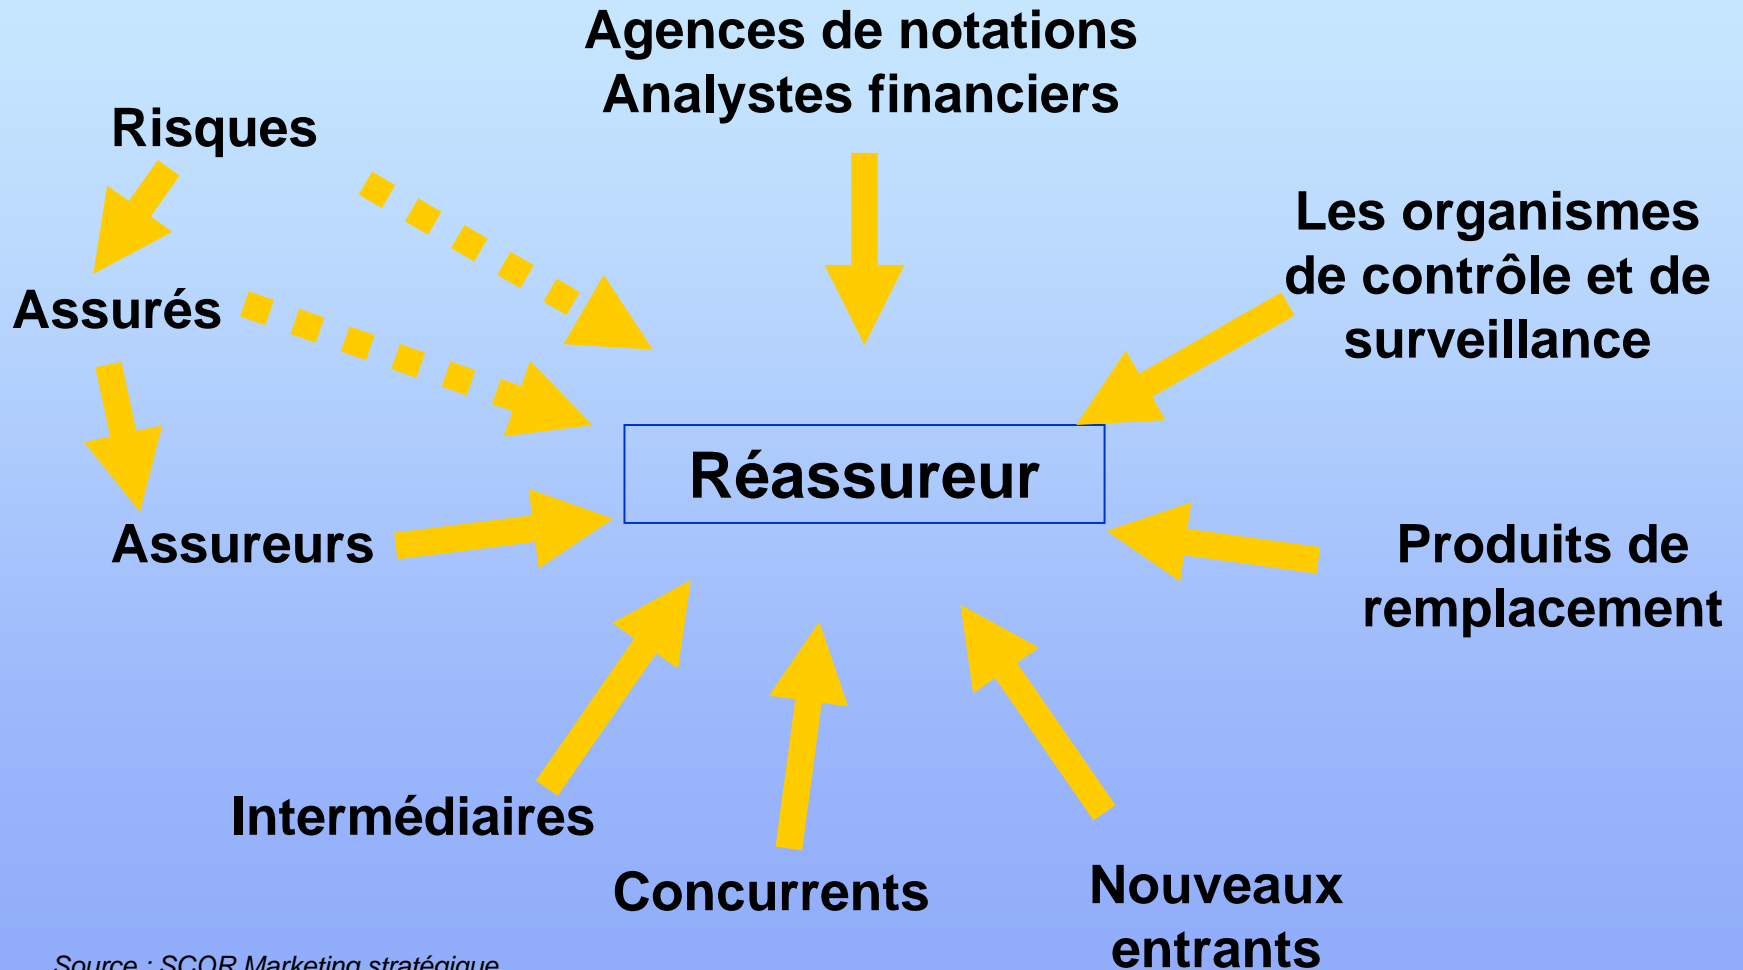 Agences de notations
Analystes financiers
Risques
Les organismes
de contrôle et de
surveillance
Assurés
Réassureur
Assureurs
Produits de
remplacement
Intermédiaires
Concurrents
Nouveaux
entrants
Source : SCOR Marketing stratégique